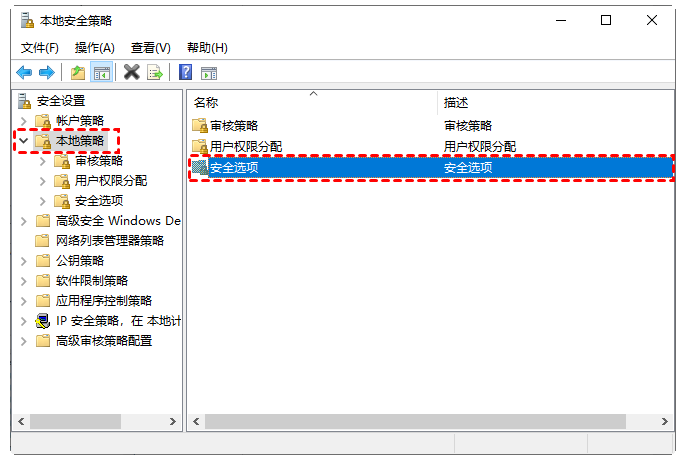 本地安全策略
文件(F) 操作(A) 查看(V) 帮助(H)
安全设置
帐户策略
本地策略
审核策略
用户权限分配
安全选项
高级安全 Windows De
网络列表管理器策略
公钥策略
软件限制策略
应用程序控制策略
IP 安全策略，在 本地计
高级审核策略配置
名称 描述
审核策略 审核策略
用户权限分配 用户权限分配
安全选项 安全选项